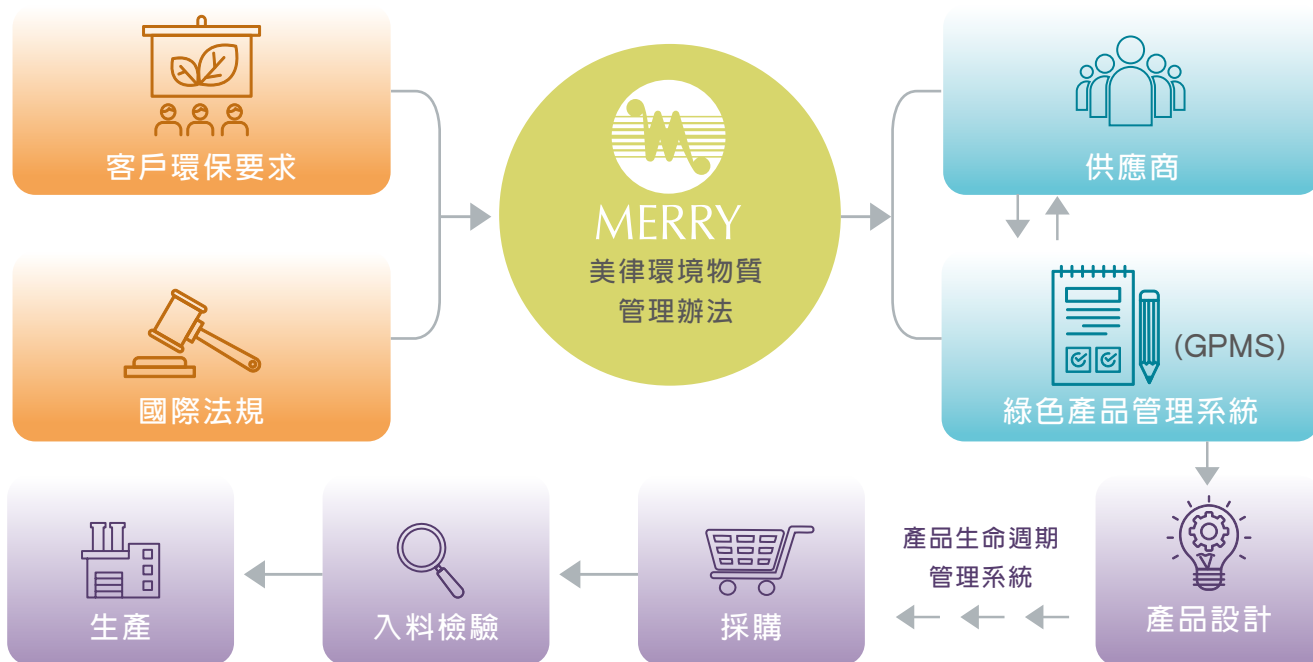 客戶環保要求
國際法規
MERRY
美律環境物質
管理辦法
供應商
(GPMS)
綠色產品管理系統
產品設計
產品生命週期
管理系統
採購
入料檢驗
生產